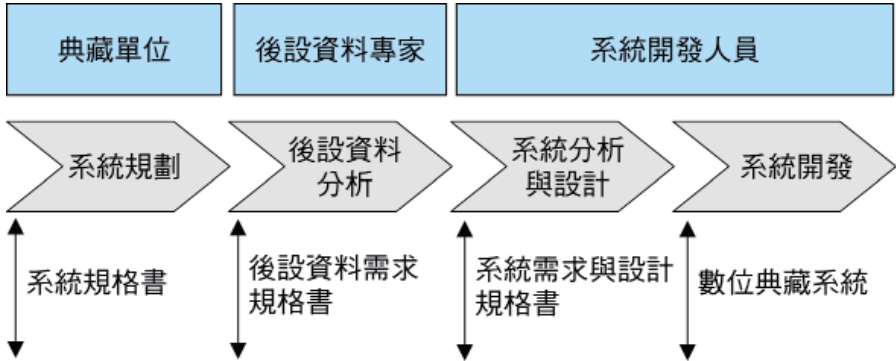 典藏單位
後設資料專家
系統開發人員
系統規劃
後設資料
分析
系統分析
與設計
系統開發
系統規格書
後設資料需求
規格書
系統需求與設計
規格書
數位典藏系統